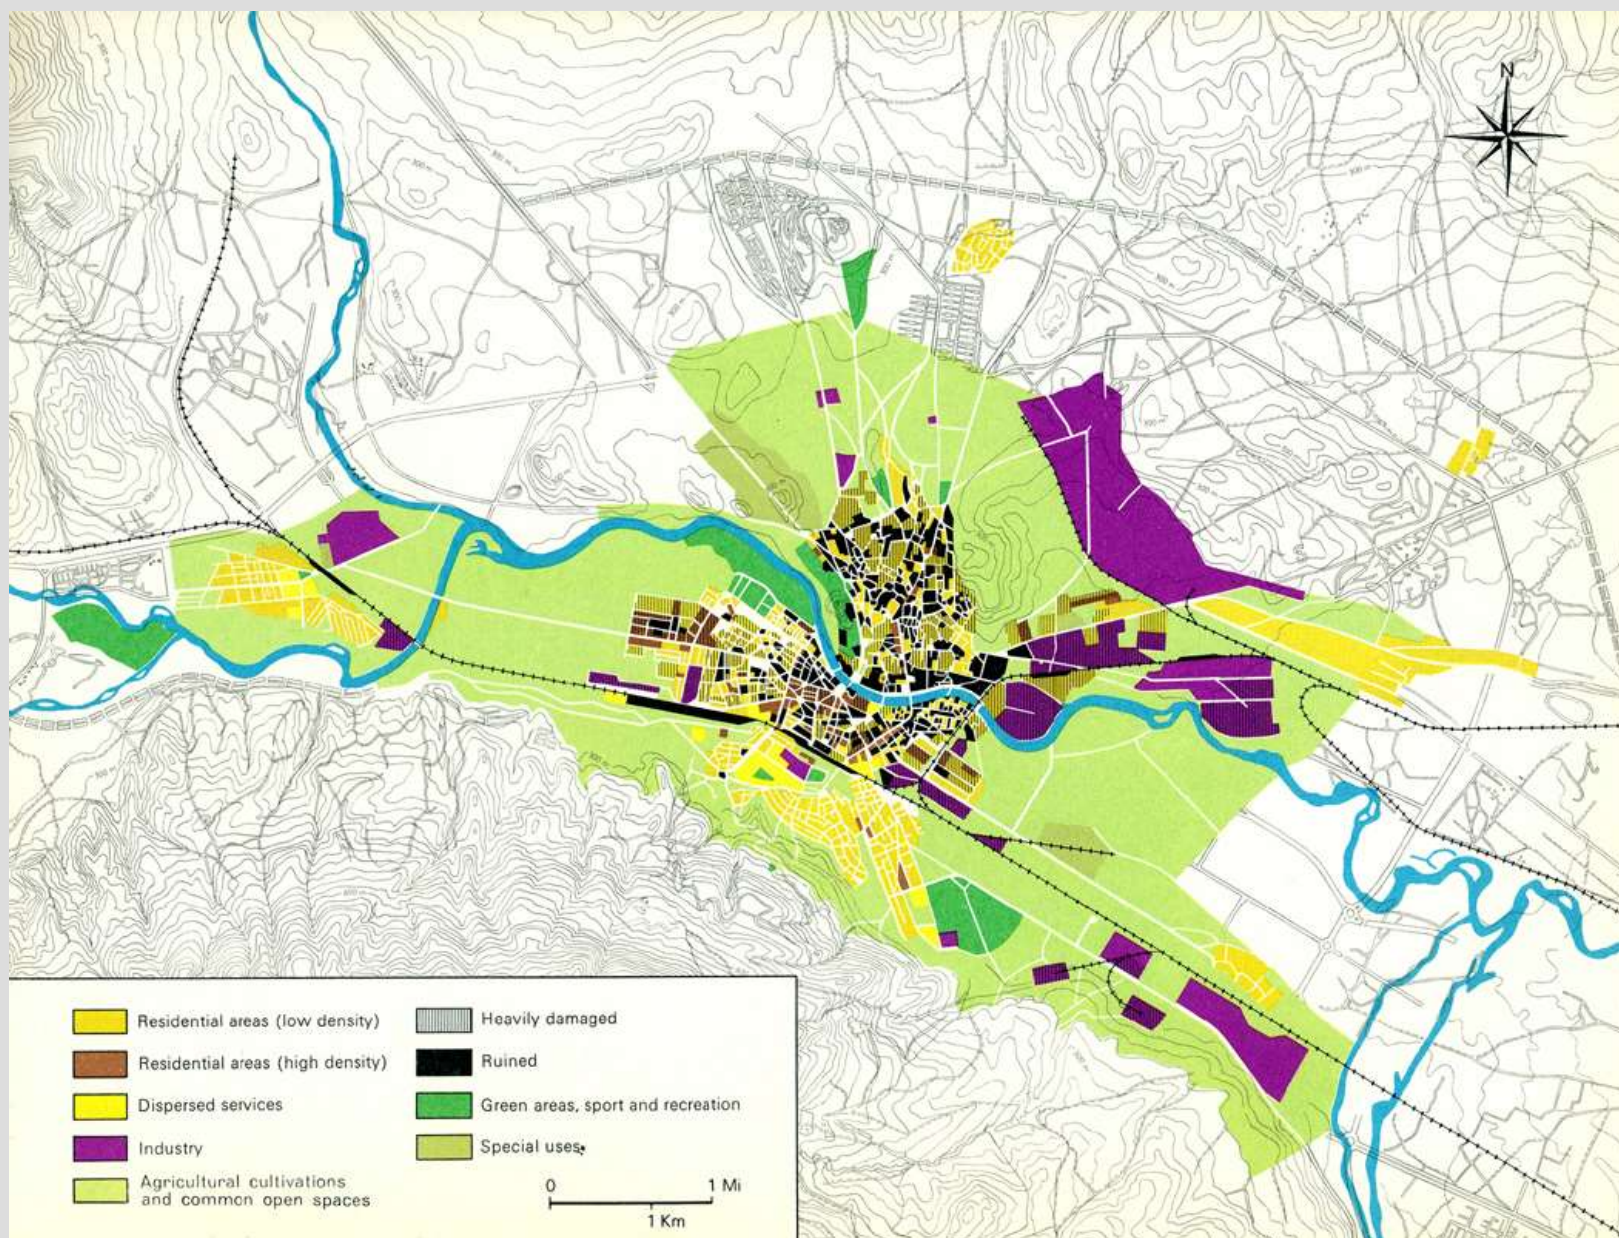 N
Residential areas (low density)
Residential areas (high density)
Dispersed services
Industry
Agricultural cultivations
and common open spaces
Heavily damaged
Ruined
Green areas, sport and recreation
Special uses
0 1 Mi
1 Km